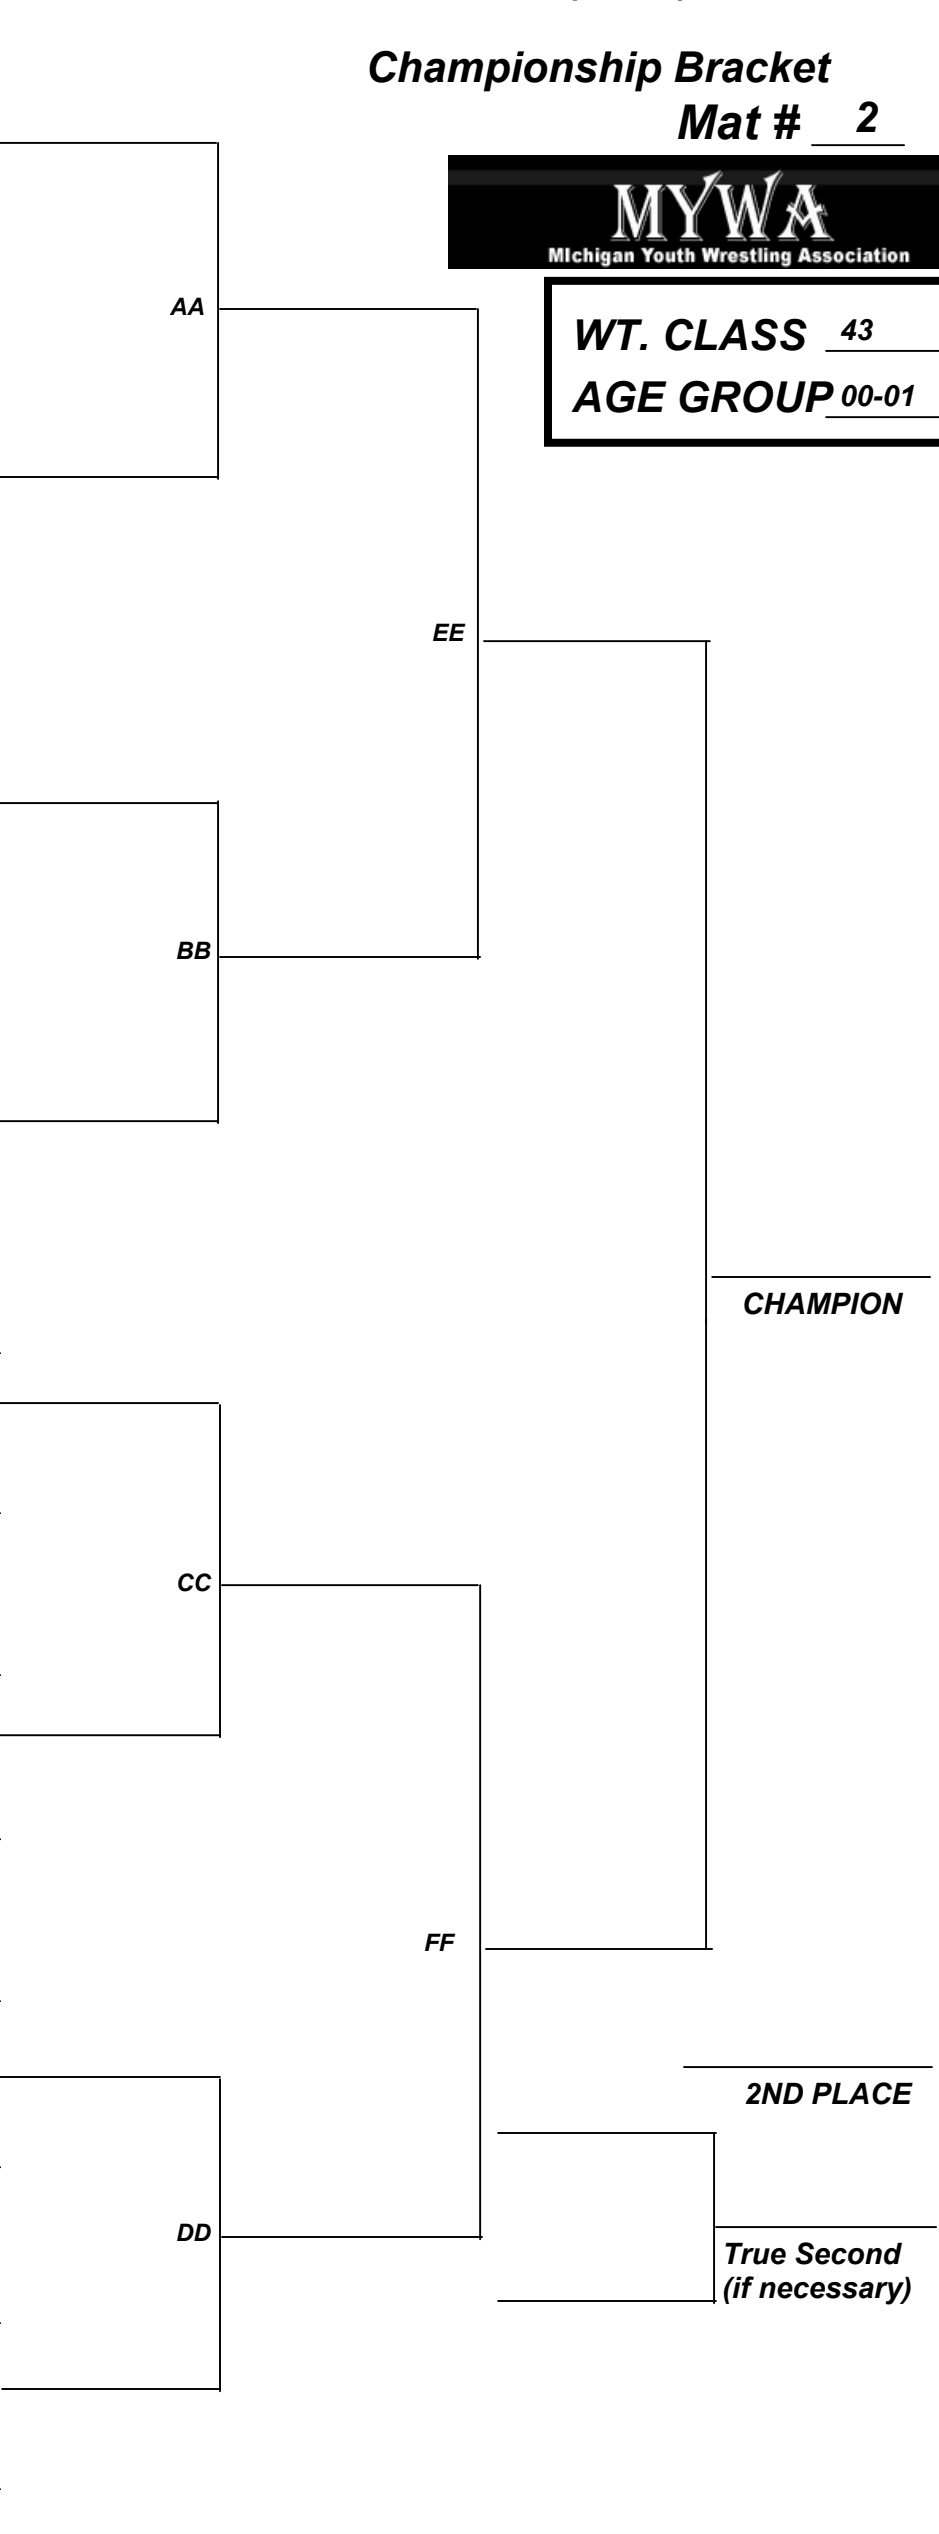 Championship Bracket
Mat # 2
MYWA
MIchigan Youth Wrestling Association
AA
WT. CLASS 43
AGE GROUP 00-01
EE
BB
CHAMPION
CC
FF
2ND PLACE
DD
True Second
(if necessary)